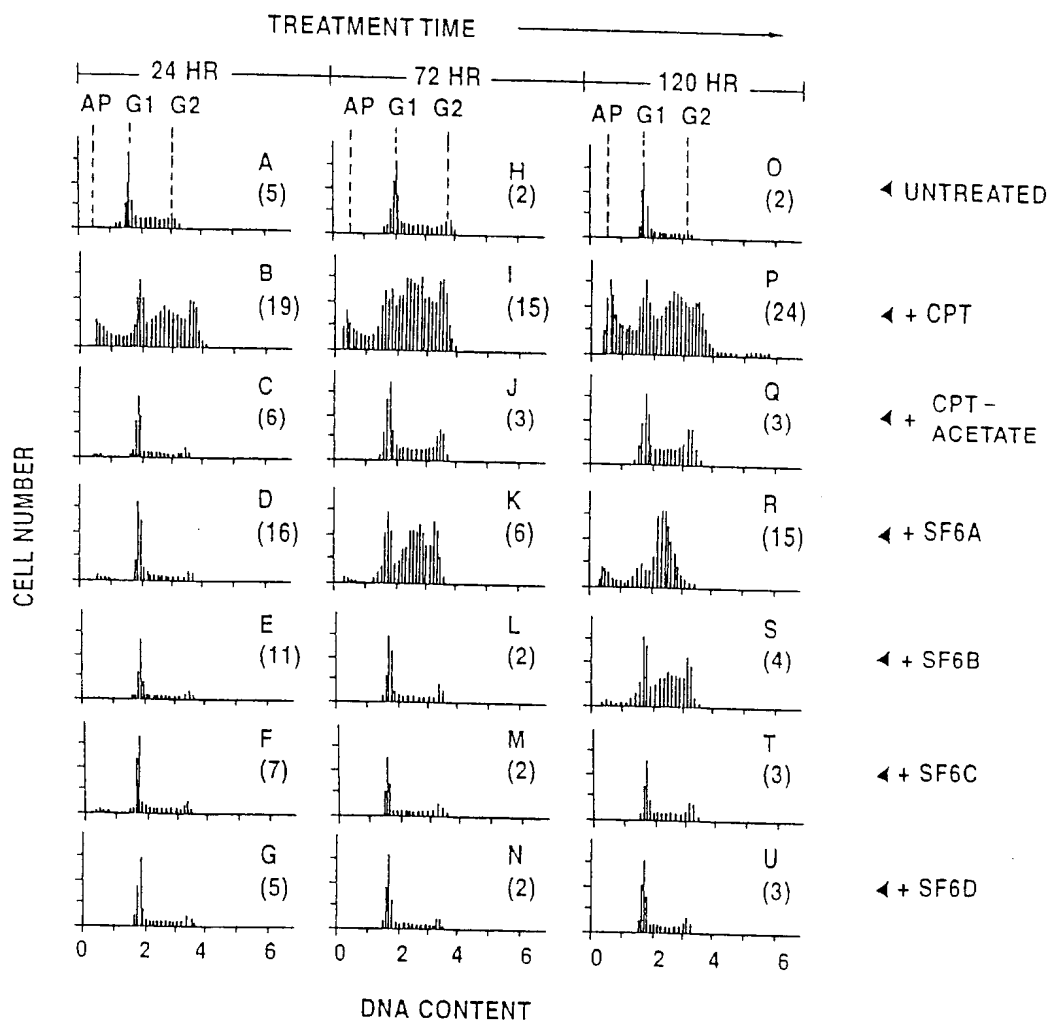 TREATMENT TIME
24 HR 72 HR 120 HR
AP G1 G2 AP G1 G2 AP G1 G2
A H O
(5) (2) (2)
UNTREATED
B I P
(19) (15) (24)
+ CPT
C J Q
(6) (3) (3)
+ CPT-
ACETATE
D K R
(16) (6) (15)
+ SF6A
E L S
(11) (2) (4)
+ SF6B
F M T
(7) (2) (3)
+ SF6C
G N U
(5) (2) (3)
+ SF6D
0 2 4 6 0 2 4 6 0 2 4 6
CELL NUMBER
DNA CONTENT